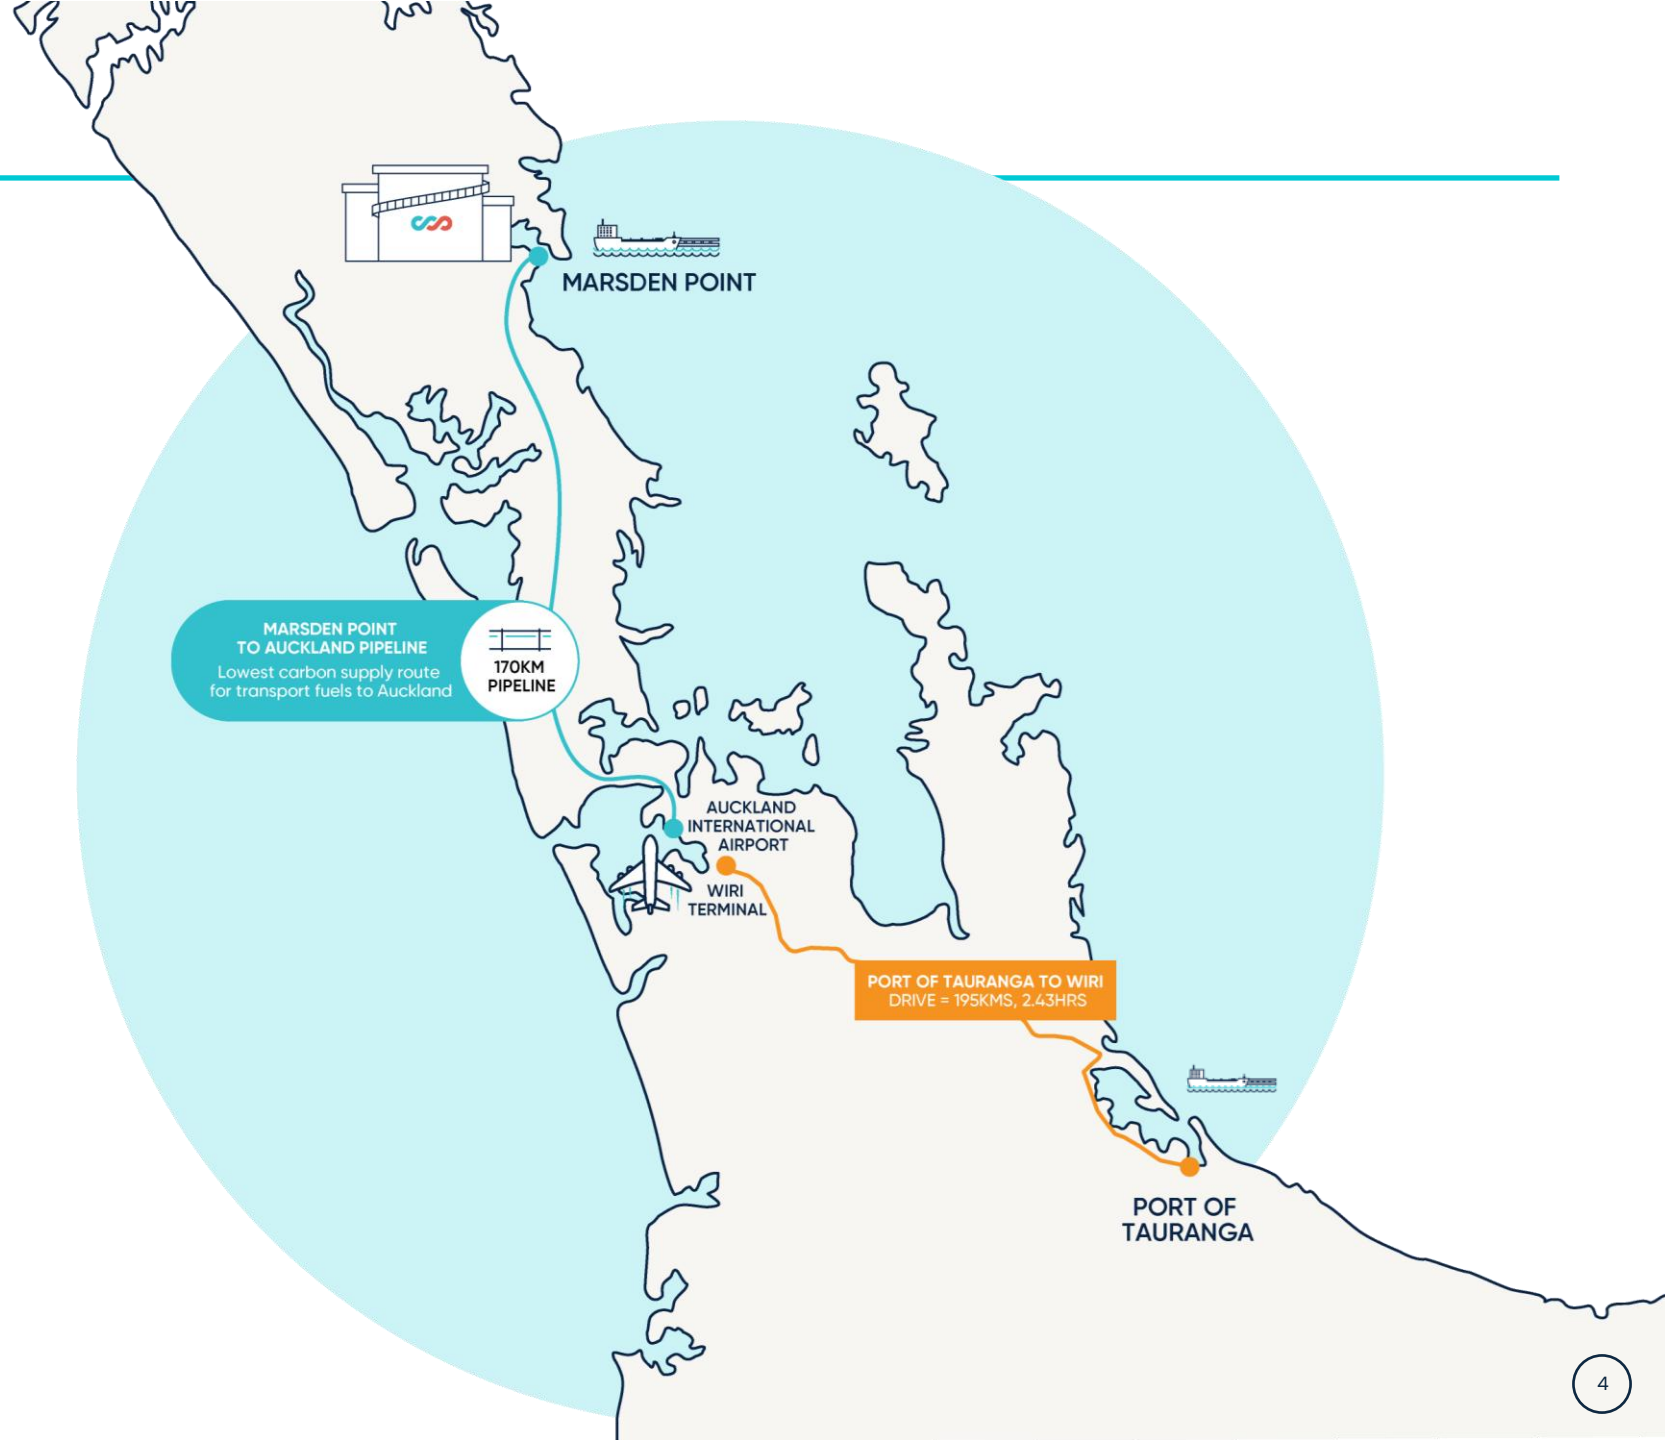 MARSDEN POINT
MARSDEN POINT
TO AUCKLAND PIPELINE
Lowest carbon supply route
for transport fuels to Auckland
170KM
PIPELINE
AUCKLAND
INTERNATIONAL
AIRPORT
WIRI
TERMINAL
PORT OF TAURANGA TO WIRI
DRIVE = 195KMS, 2.43HRS
PORT OF
TAURANGA
4